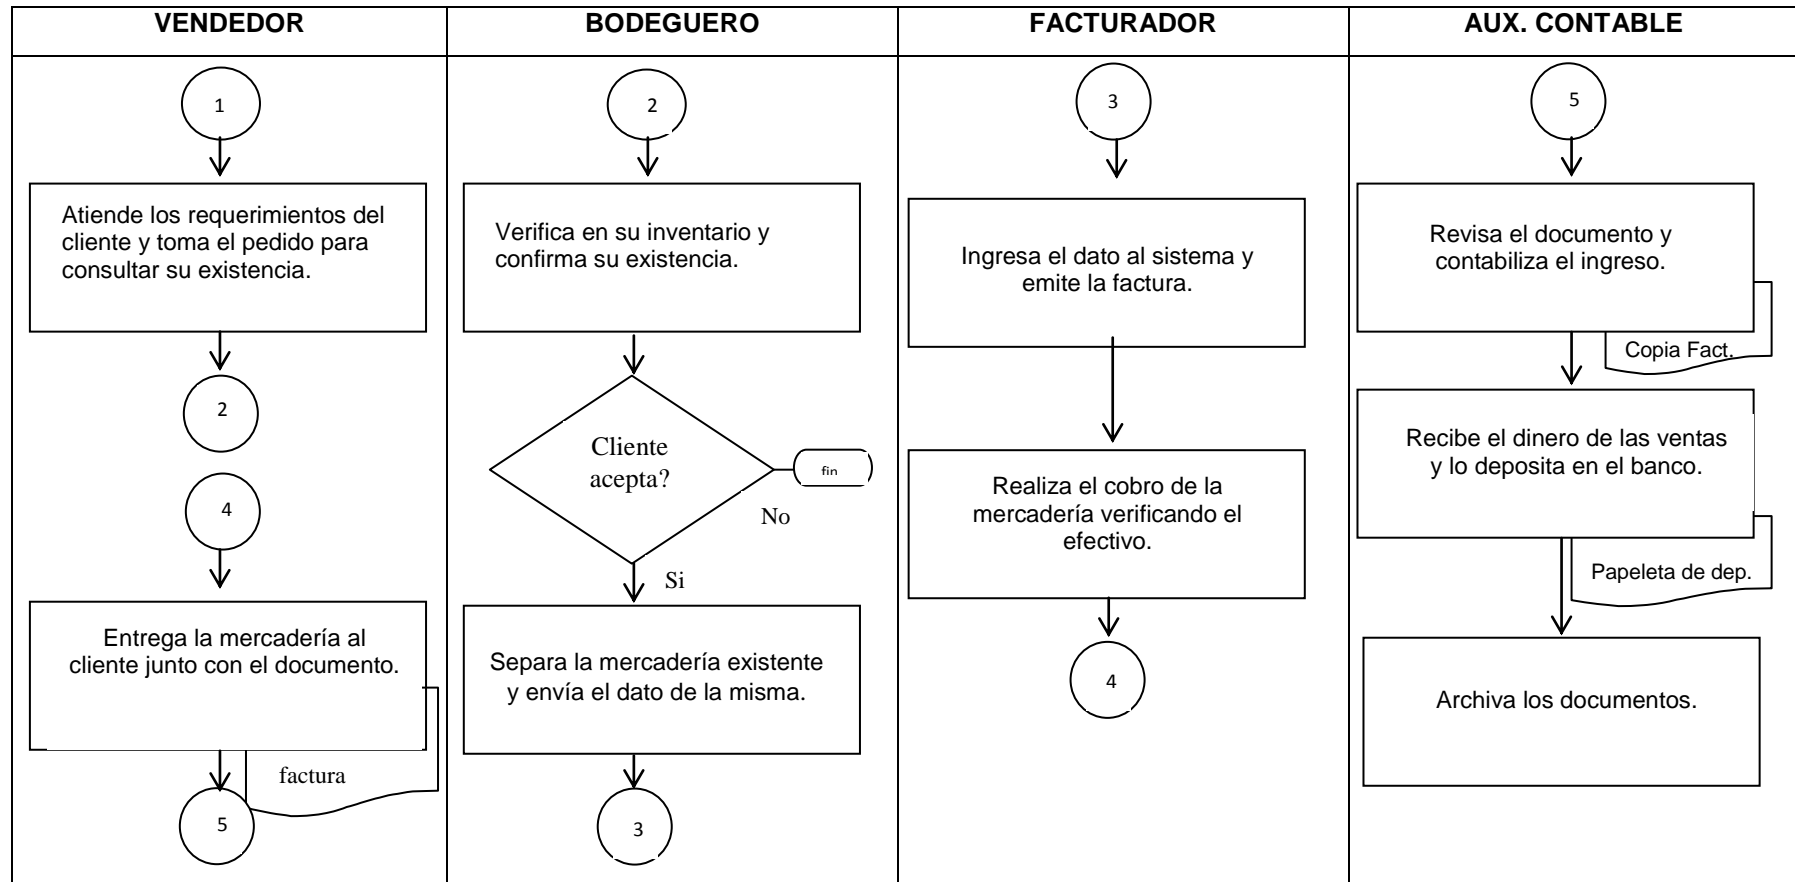 VENDEDOR
1
Atiende los requerimientos del
cliente y toma el pedido para
consultar su existencia.
2
4
Entrega la mercadería al
cliente junto con el documento.
factura
5
BODEGUERO
2
Verifica en su inventario y
confirma su existencia.
Cliente
acepta?
fin
No
Si
Separa la mercadería existente
y envía el dato de la misma.
3
FACTURADOR
3
Ingresa el dato al sistema y
emite la factura.
Realiza el cobro de la
mercadería verificando el
efectivo.
4
AUX. CONTABLE
5
Revisa el documento y
contabiliza el ingreso.
Copia Fact.
Recibe el dinero de las ventas
y lo deposita en el banco.
Papeleta de dep.
Archiva los documentos.